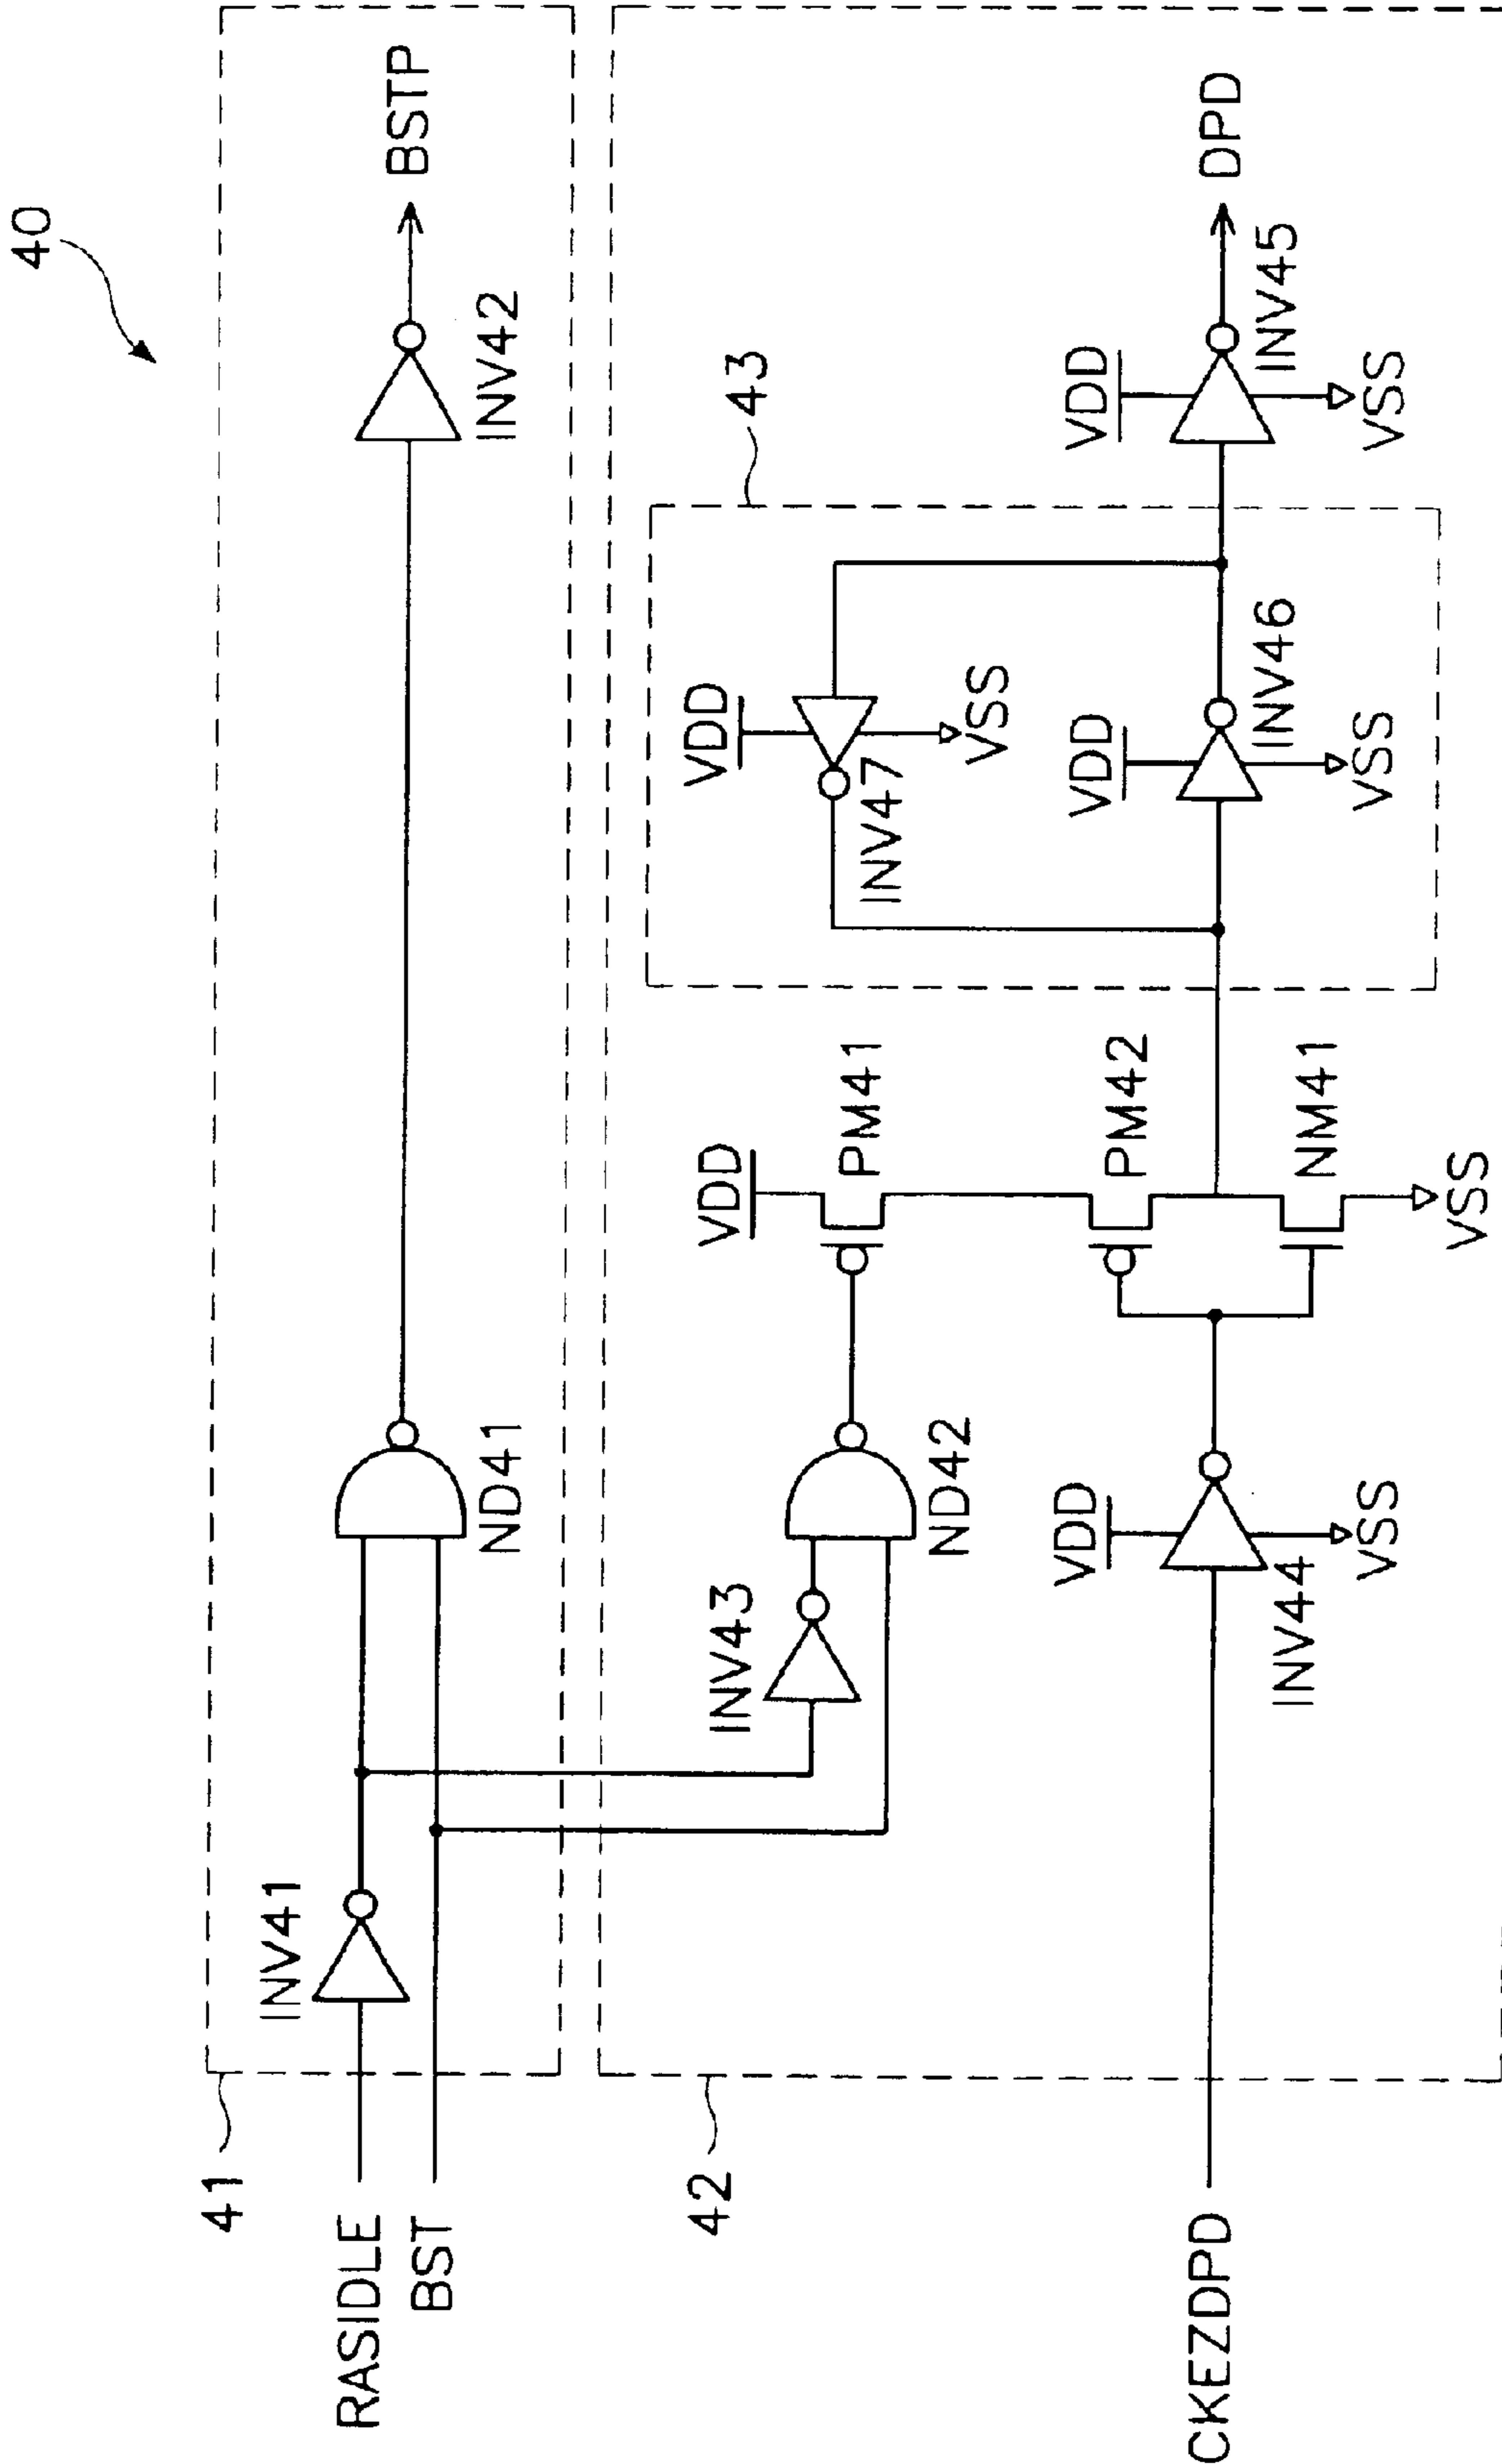 40
41
RASIDLE
BST
INV41
ND41
INV42
BSTP
42
CKEZDPD
INV43
ND42
VDD
INV44
VSS
VDD
PM41
PM42
NM41
VSS
43
VDD
INV47
VSS
VDD
INV46
VSS
VDD
INV45
VSS
DPD